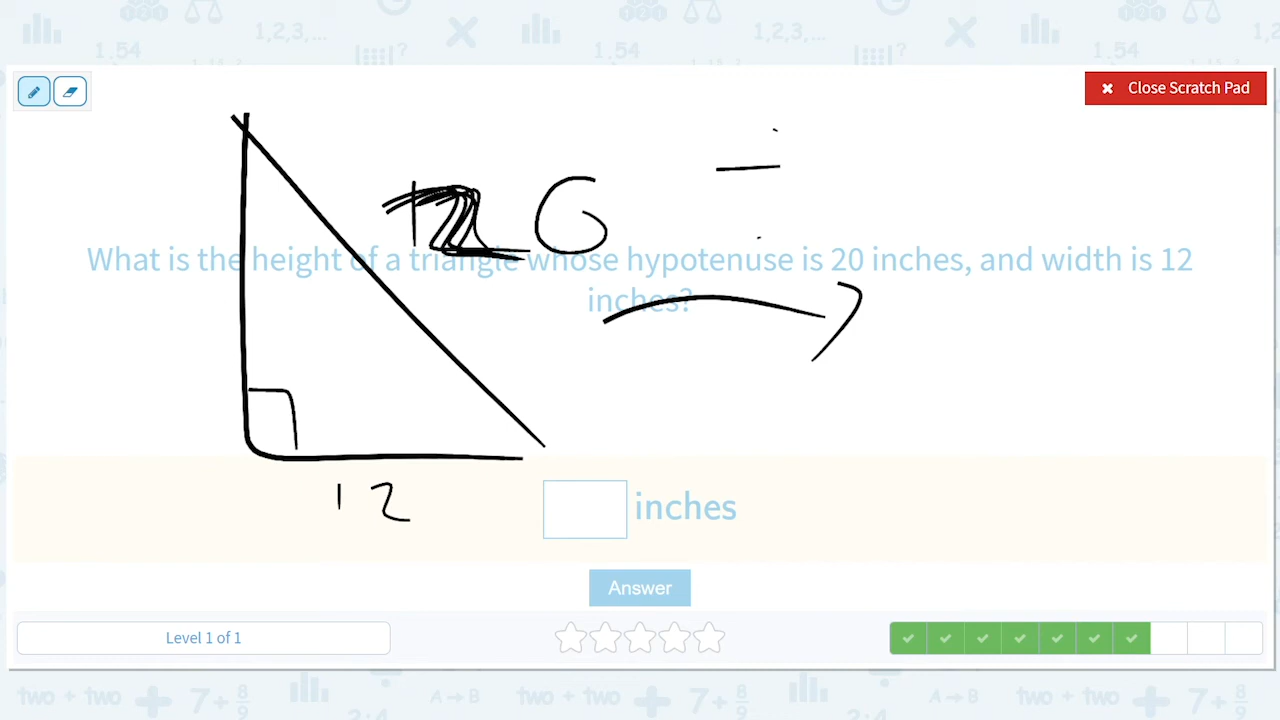 Close Scratch Pad
6
÷
What is the height of a triangle whose hypotenuse is 20 inches, and width is 12
inches?
12
inches
Answer
Level 1 of 1